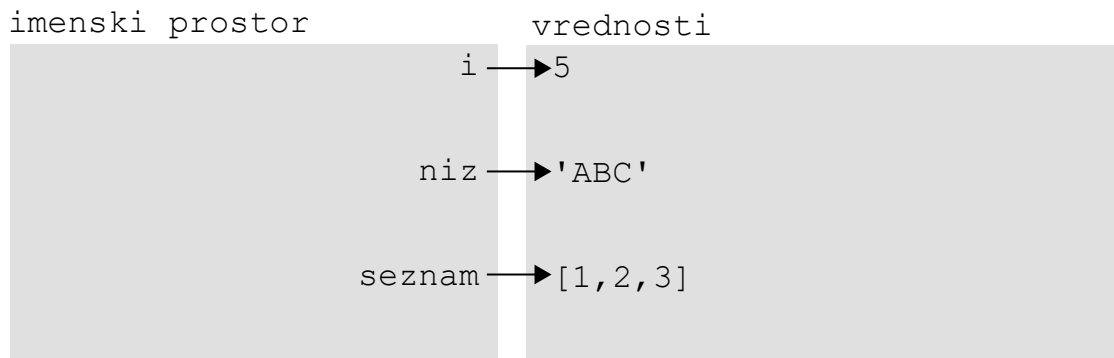 imenski prostor vrednosti
i 5
niz 'ABC'
seznam [1,2,3]